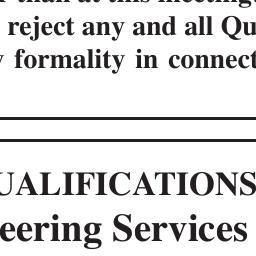 than at this meeting
reject any and all Qu
formality in connect
UALIFICATIONS
eering Services